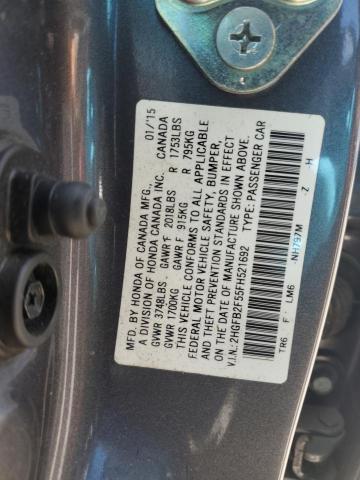 MFD. BY HONDA OF CANADA MFG., 01/'15
A DIVISION OF HONDA CANADA INC. CANADA
GVWR 3748LBS GAWR F 2018LBS R 1753LBS
GVWR 1700KG GAWR F 915KG R 795KG
THIS VEHICLE CONFORMS TO ALL APPLICABLE
FEDERAL MOTOR VEHICLE SAFETY, BUMPER,
AND THEFT PREVENTION STANDARDS IN EFFECT
ON THE DATE OF MANUFACTURE SHOWN ABOVE.
V.I.N.: 2HGFB2F55FH521692 TYPE: PASSENGER CAR
TR6 F LM6 NH797M Z H